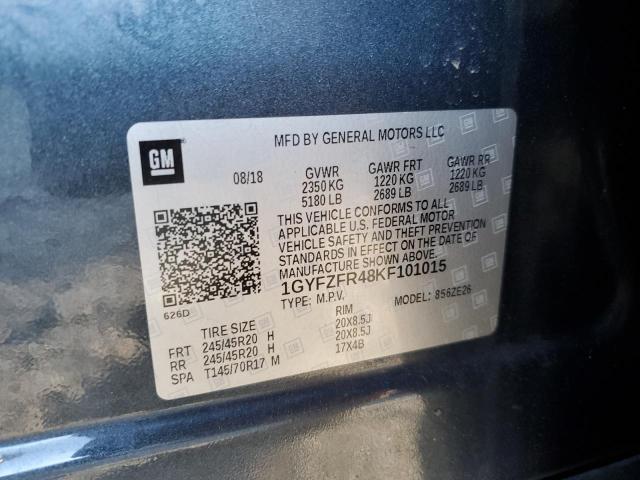 MFD BY GENERAL MOTORS LLC
GM
08/18 GVWR GAWR FRT GAWR RR
2350 KG 1220 KG 1220 KG
5180 LB 2689 LB 2689 LB
THIS VEHICLE CONFORMS TO ALL
APPLICABLE U.S. FEDERAL MOTOR
VEHICLE SAFETY AND THEFT PREVENTION
STANDARDS IN EFFECT ON THE DATE OF
MANUFACTURE SHOWN ABOVE.
1GYFZFR48KF101015
626D
TYPE: M.P.V. MODEL: 856ZE26
TIRE SIZE RIM
FRT 245/45R20 H 20X8.5J
RR 245/45R20 H 20X8.5J
SPA T145/70R17 M 17X4B